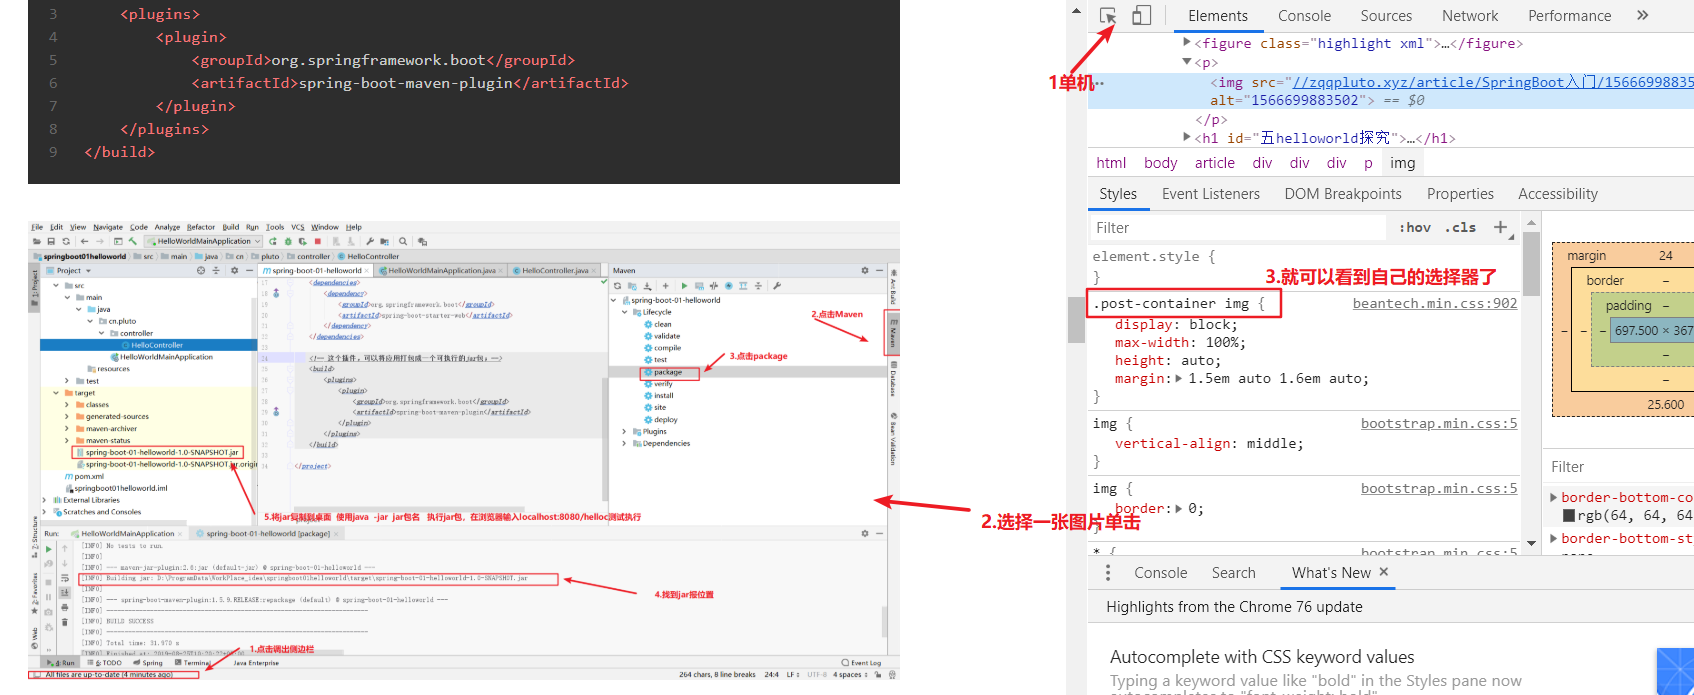 3 <plugins>
4 <plugin>
5 <groupId>org.springframework.boot</groupId>
6 <artifactId>spring-boot-maven-plugin</artifactId>
7 </plugin>
8 </plugins>
9 </build>
File Edit View Navigate Code Analyze Refactor Build Run Tools VCS Window Help
HelloWorldMainApplication
springboot01helloworld src main java cn pluto controller HelloController
Project
spring-boot-01-helloworld HelloWorldMainApplication.java HelloController.java
Maven
src
main
java
cn.pluto
controller
HelloController
HelloWorldMainApplication
resources
test
target
classes
generated-sources
maven-archiver
maven-status
spring-boot-01-helloworld-1.0-SNAPSHOT.jar
spring-boot-01-helloworld-1.0-SNAPSHOT.jar.origin
pom.xml
springboot01helloworld.iml
External Libraries
Scratches and Consoles
<dependencies>
<dependency>
<groupId>org.springframework.boot</groupId>
<artifactId>spring-boot-starter-web</artifactId>
</dependency>
</dependencies>
<!-- 这个插件，可以将应用打包成一个可执行的jar包；-->
<build>
<plugins>
<plugin>
<groupId>org.springframework.boot</groupId>
<artifactId>spring-boot-maven-plugin</artifactId>
</plugin>
</plugins>
</build>
</project>
spring-boot-01-helloworld
Lifecycle
clean
validate
compile
test
package
verify
install
site
deploy
Plugins
Dependencies
2.点击Maven
3.点击package
Ant Build
Maven
Database
Bean Validation
5.将jar复制到桌面 使用java -jar jar包名 执行jar包，在浏览器输入localhost:8080/helloc测试执行
Run: HelloWorldMainApplication spring-boot-01-helloworld [package]
[INFO] No tests to run.
[INFO]
[INFO] --- maven-jar-plugin:2.6:jar (default-jar) @ spring-boot-01-helloworld ---
[INFO] Building jar: D:\ProgramData\WorkPlace_idea\springboot01helloworld\target\spring-boot-01-helloworld-1.0-SNAPSHOT.jar
[INFO]
[INFO] --- spring-boot-maven-plugin:1.5.9.RELEASE:repackage (default) @ spring-boot-01-helloworld ---
[INFO] BUILD SUCCESS
[INFO] Total time: 31.970 s
4.找到jar报位置
1.点击调出侧边栏
4: Run 6: TODO Spring Terminal Java Enterprise Event Log
All files are up-to-date (4 minutes ago)
264 chars, 8 line breaks 24:4 LF UTF-8 4 spaces
Elements Console Sources Network Performance »
<figure class="highlight xml">…</figure>
<p>
1单机
<img src="//zqqpluto.xyz/article/SpringBoot入门/15666998835
alt="1566699883502"> == $0
</p>
<h1 id="五helloworld探究">…</h1>
html body article div div div p img
Styles Event Listeners DOM Breakpoints Properties Accessibility
Filter :hov .cls +
element.style {
}
3.就可以看到自己的选择器了
.post-container img { beantech.min.css:902
display: block;
max-width: 100%;
height: auto;
margin: 1.5em auto 1.6em auto;
}
img { bootstrap.min.css:5
vertical-align: middle;
}
img { bootstrap.min.css:5
border: 0;
2.选择一张图片单击
}
* { bootstrap.min.css:5
margin 24
border –
padding –
– – – 697.500 × 367
–
–
25.600
Filter
border-bottom-co
rgb(64, 64, 64
border-bottom-st
Console Search What's New ×
Highlights from the Chrome 76 update
Autocomplete with CSS keyword values
Typing a keyword value like "bold" in the Styles pane now
autocompletes to "font-weight: bold"